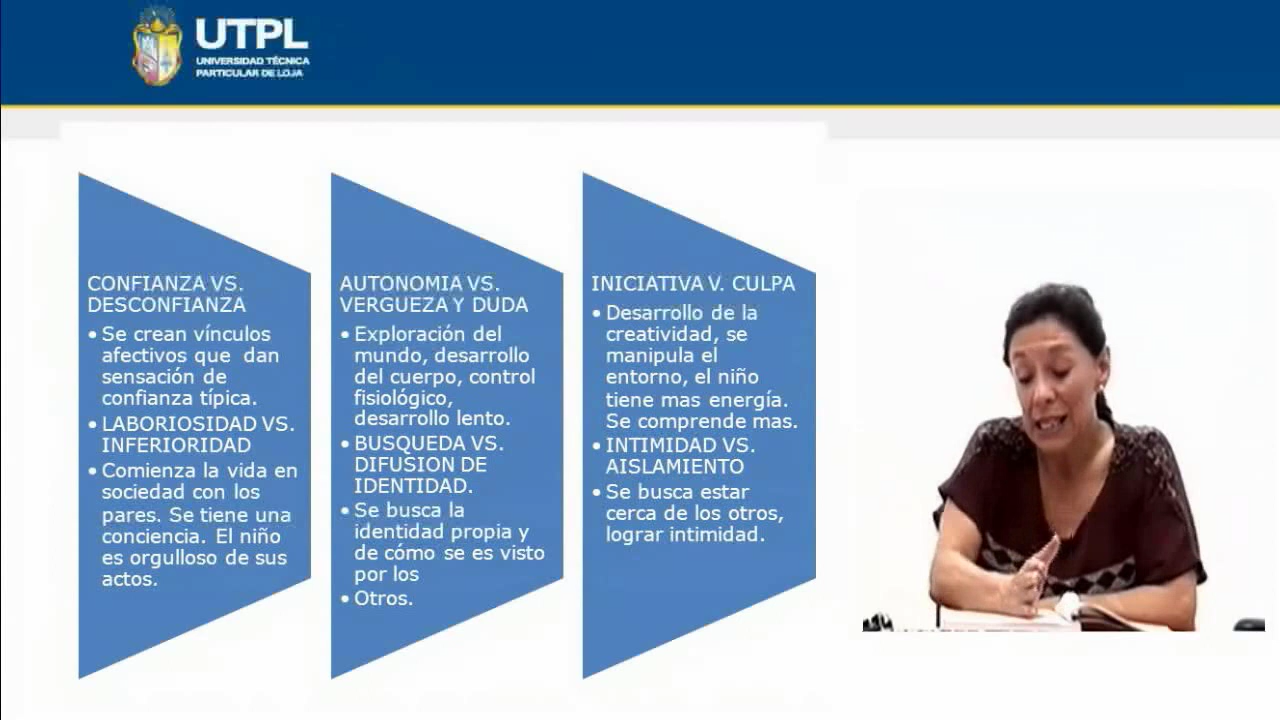 UTPL
UNIVERSIDAD TÉCNICA
PARTICULAR DE LOJA
CONFIANZA VS.
DESCONFIANZA
• Se crean vínculos
afectivos que dan
sensación de
confianza típica.
• LABORIOSIDAD VS.
INFERIORIDAD
• Comienza la vida en
sociedad con los
pares. Se tiene una
conciencia. El niño
es orgulloso de sus
actos.
AUTONOMIA VS.
VERGUEZA Y DUDA
• Exploración del
mundo, desarrollo
del cuerpo, control
fisiológico,
desarrollo lento.
• BUSQUEDA VS.
DIFUSION DE
IDENTIDAD.
• Se busca la
identidad propia y
de cómo se es visto
por los
• Otros.
INICIATIVA V. CULPA
• Desarrollo de la
creatividad, se
manipula el
entorno, el niño
tiene mas energía.
Se comprende mas.
• INTIMIDAD VS.
AISLAMIENTO
• Se busca estar
cerca de los otros,
lograr intimidad.